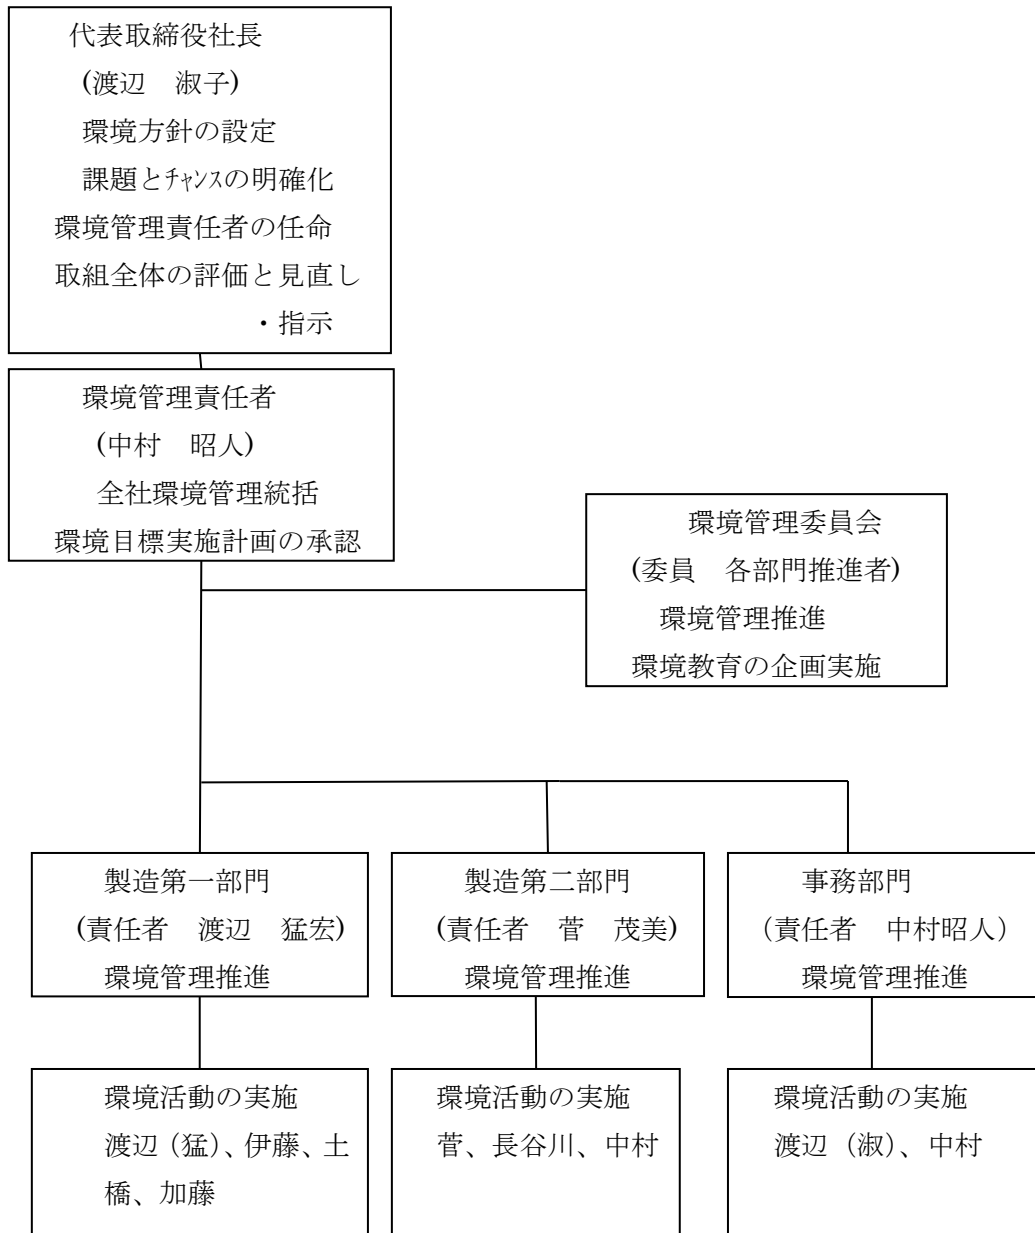 代表取締役社長
(渡辺　淑子)
環境方針の設定
課題とﾁｬﾝｽの明確化
環境管理責任者の任命
取組全体の評価と見直し
・指示
環境管理責任者
(中村　昭人)
全社環境管理統括
環境目標実施計画の承認
環境管理委員会
(委員　各部門推進者)
環境管理推進
環境教育の企画実施
製造第一部門
(責任者　渡辺　猛宏)
環境管理推進
製造第二部門
(責任者　菅　茂美)
環境管理推進
事務部門
（責任者　中村昭人）
環境管理推進
環境活動の実施
渡辺（猛）、伊藤、土
橋、加藤
環境活動の実施
菅、長谷川、中村
環境活動の実施
渡辺（淑）、中村